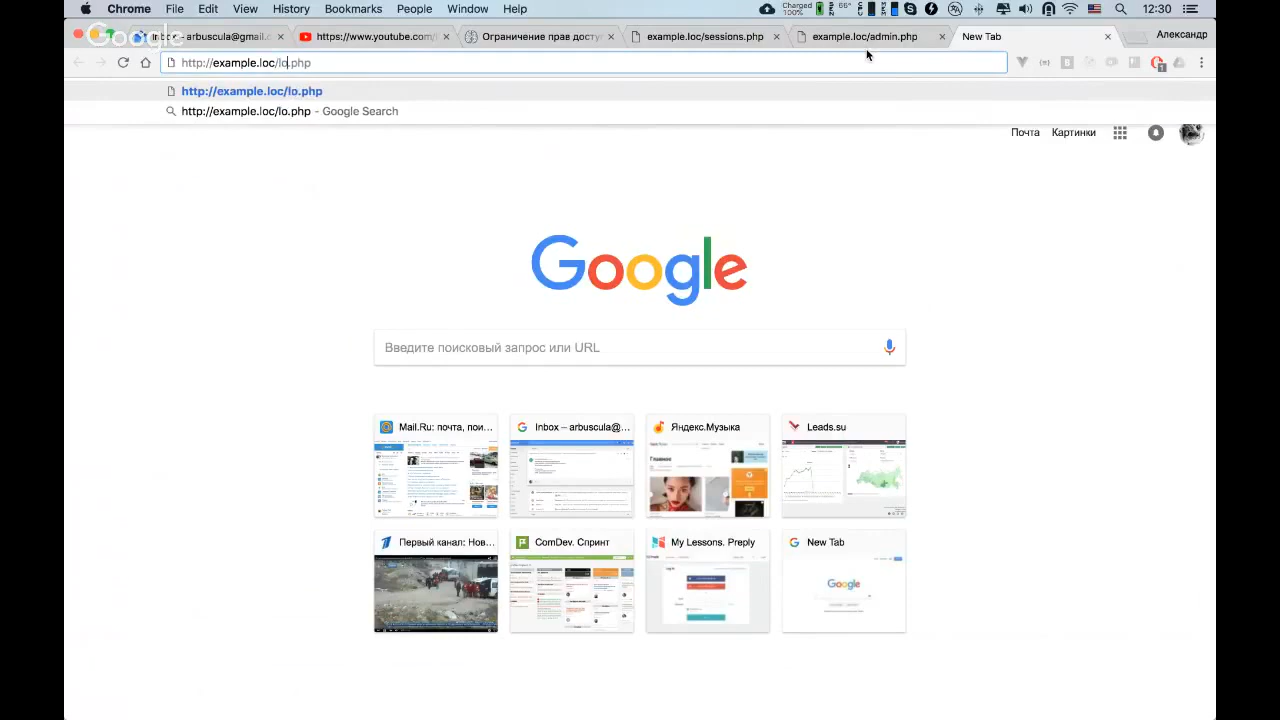 Chrome File Edit View History Bookmarks People Window Help Charged 100% 66° 12:30
Google
arbuscula@gmail.c https://www.youtube.com/ Ограничение прав досту example.loc/sessions.php example.loc/admin.php New Tab Александр
http://example.loc/lo.php
http://example.loc/lo.php
http://example.loc/lo.php - Google Search
Почта Картинки
Google
Введите поисковый запрос или URL
Mail.Ru: почта, пои... Inbox – arbuscula@... Яндекс.Музыка Leads.su
Первый канал: Нов... ComDev. Спринт My Lessons. Preply New Tab
Google